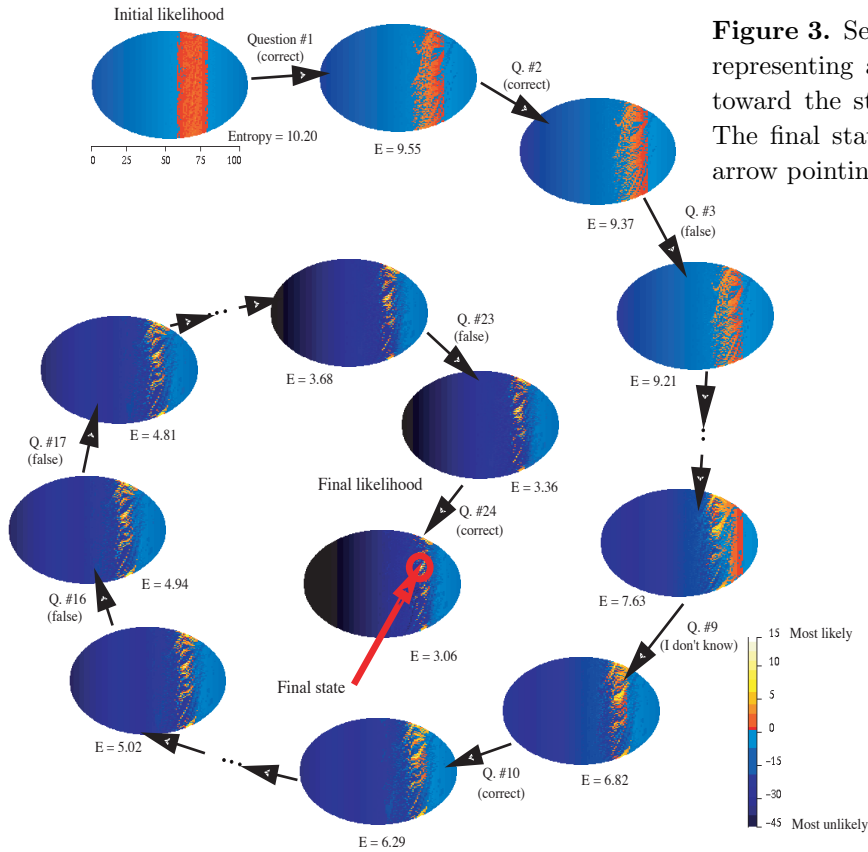 Initial likelihood
Question #1
(correct)
Entropy = 10.20
0 25 50 75 100
E = 9.55
Q. #2
(correct)
Figure 3. Se
representing a
toward the st
The final stat
arrow pointin
E = 9.37
Q. #3
(false)
E = 9.21
E = 7.63
Q. #9
(I don't know)
E = 6.82
Q. #10
(correct)
E = 6.29
E = 5.02
Q. #16
(false)
E = 4.94
Q. #17
(false)
E = 4.81
E = 3.68
Q. #23
(false)
E = 3.36
Final likelihood
Q. #24
(correct)
E = 3.06
Final state
15 Most likely
10
5
0
-15
-30
-45 Most unlikely